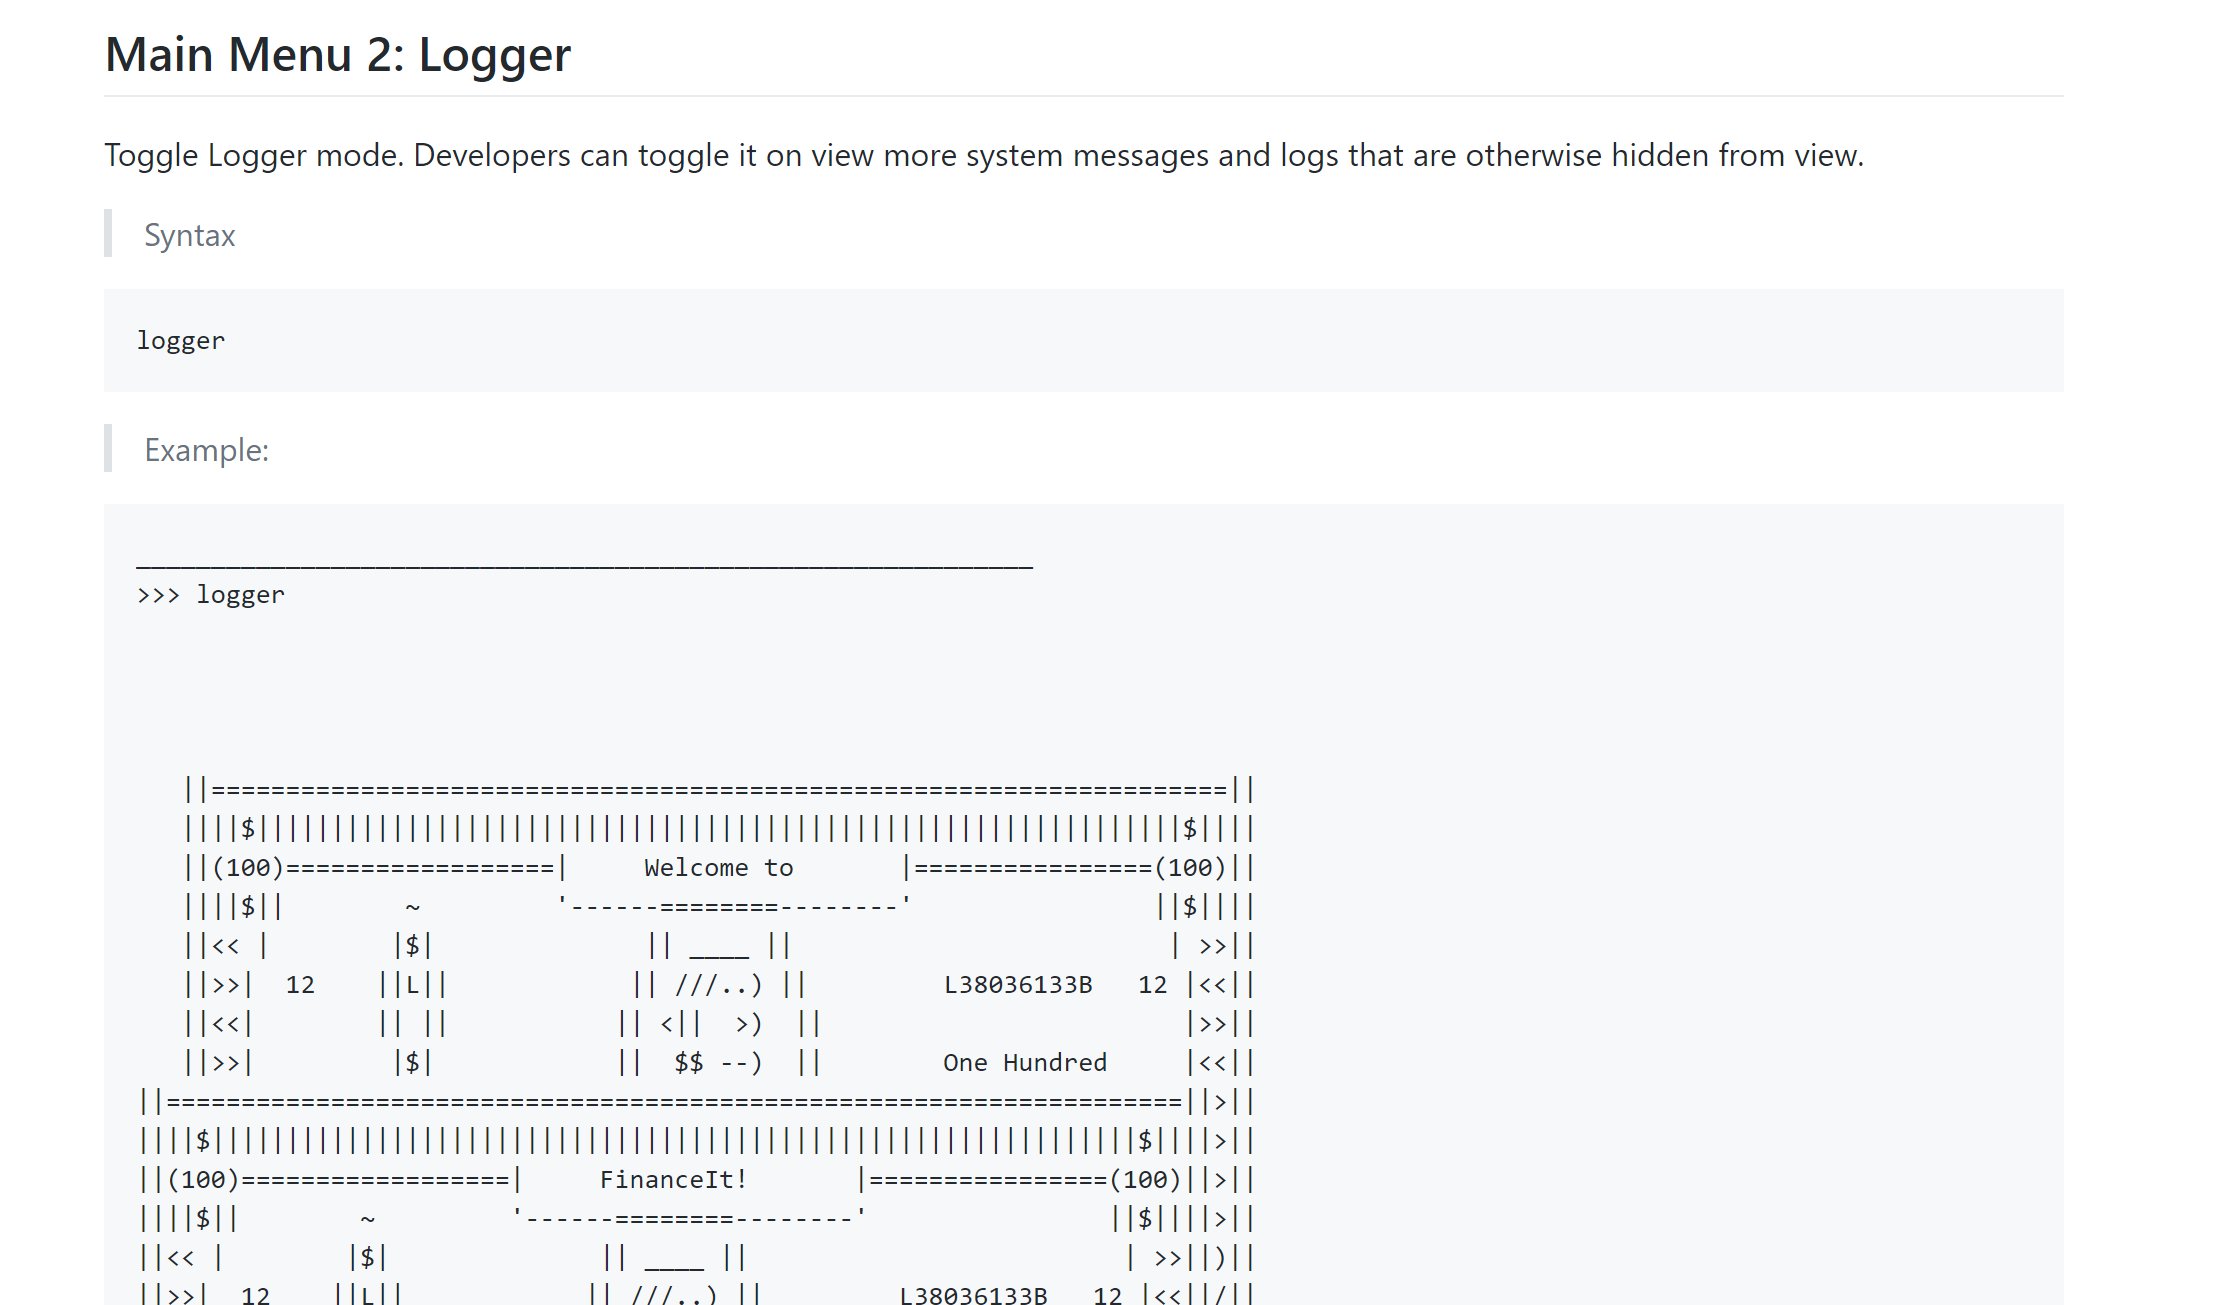 Main Menu 2: Logger
Toggle Logger mode. Developers can toggle it on view more system messages and logs that are otherwise hidden from view.
Syntax
logger
Example:
____________________________________________________________
>>> logger
   ||====================================================================||
   ||||$||||||||||||||||||||||||||||||||||||||||||||||||||||||||||||||$||||
   ||(100)==================|     Welcome to       |================(100)||
   ||||$||        ~          '------========--------'                ||$||||
   ||<< |        |$|              || ____ ||                         | >>||
   ||>>|  12    ||L||            || ///..) ||         L38036133B   12 |<<||
   ||<<|        || ||           || <||  >)  ||                        |>>||
   ||>>|         |$|            ||  $$ --)  ||        One Hundred     |<<||
||====================================================================||>||
||||$||||||||||||||||||||||||||||||||||||||||||||||||||||||||||||||$||||>||
||(100)==================|     FinanceIt!       |================(100)||>||
||||$||        ~          '------========--------'                ||$||||>||
||<< |        |$|              || ____ ||                         | >>||)||
||>>|  12    ||L||            || ///..) ||         L38036133B   12 |<<||/||